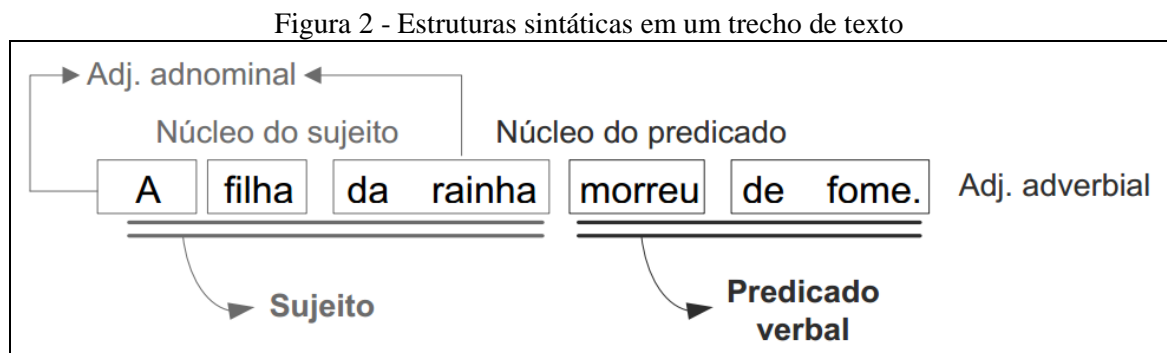 Figura 2 - Estruturas sintáticas em um trecho de texto
Adj. adnominal
Núcleo do sujeito Núcleo do predicado
A filha da rainha morreu de fome. Adj. adverbial
Sujeito
Predicado
verbal